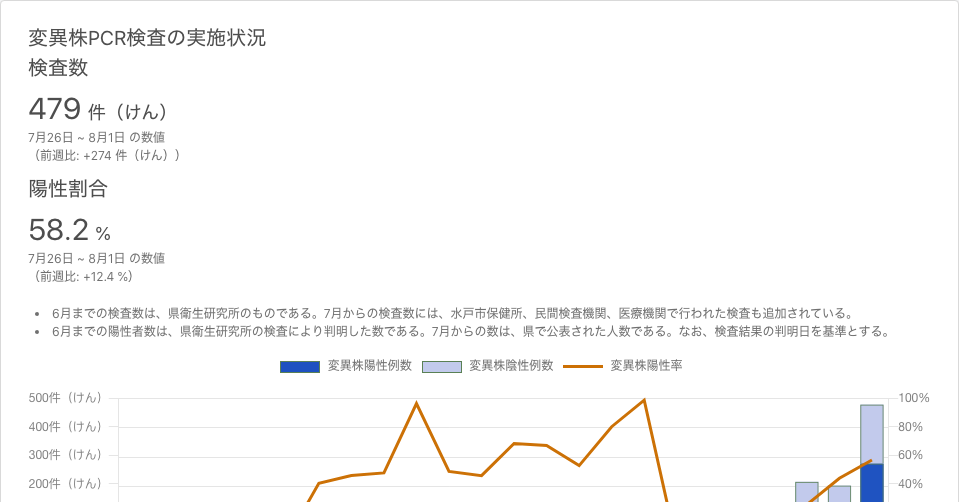 変異株PCR検査の実施状況
検査数
479 件（けん）
7月26日 ~ 8月1日 の数値
（前週比: +274 件（けん））
陽性割合
58.2 %
7月26日 ~ 8月1日 の数値
（前週比: +12.4 %）
• 6月までの検査数は、県衛生研究所のものである。7月からの検査数には、水戸市保健所、民間検査機関、医療機関で行われた検査も追加されている。
• 6月までの陽性者数は、県衛生研究所の検査により判明した数である。7月からの数は、県で公表された人数である。なお、検査結果の判明日を基準とする。
変異株陽性例数 変異株陰性例数 変異株陽性率
500件（けん） 100%
400件（けん） 80%
300件（けん） 60%
200件（けん） 40%